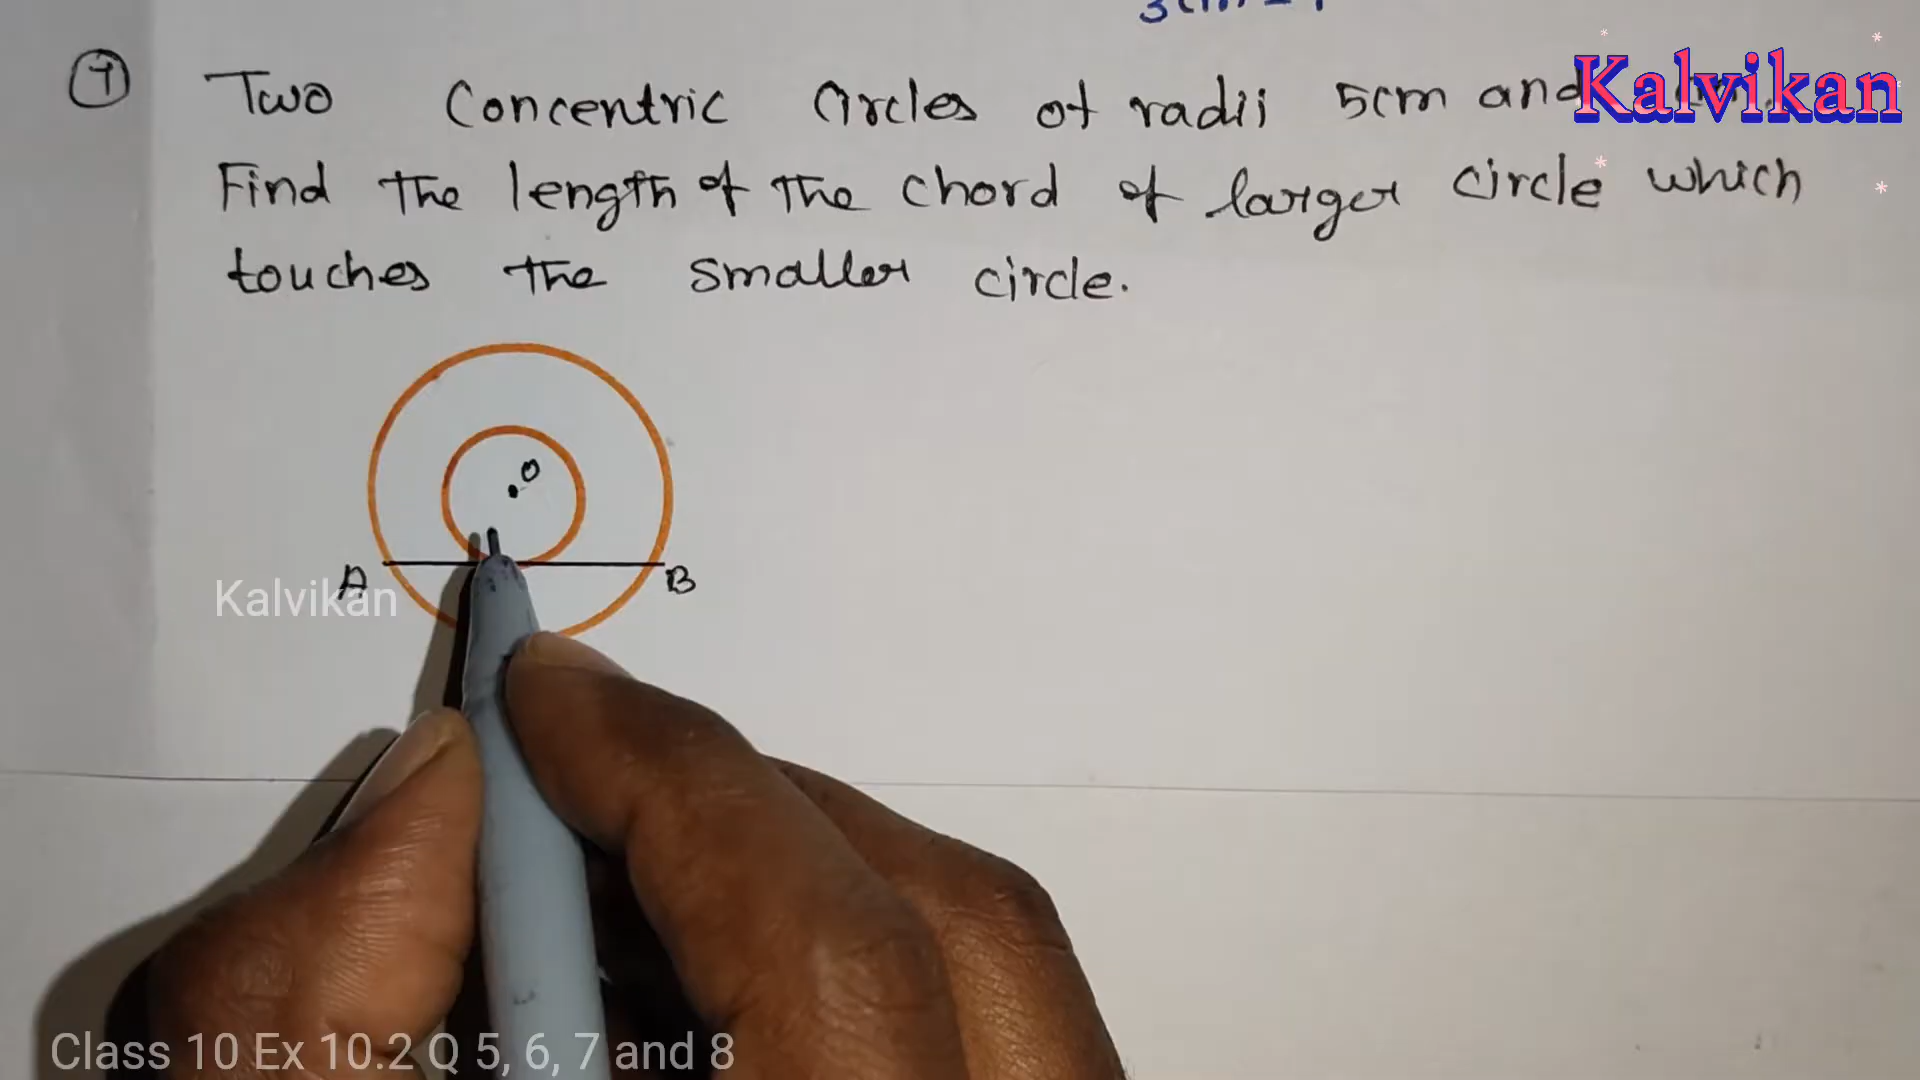 7 Two Concentric circles of radii 5cm and
Kalvikan
Find the length of the chord of larger circle which
touches the smaller circle.
O
A
B
Kalvikan
Class 10 Ex 10.2 Q 5, 6, 7 and 8